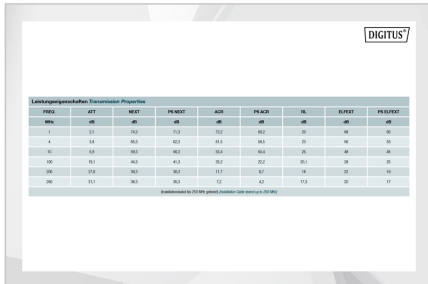 DIGITUS®
Leistungseigenschaften Transmission Properties
FREQ. ATT NEXT PS NEXT ACR PS ACR RL ELFEXT PS ELFEXT
MHz dB dB dB dB dB dB dB dB
1 2,1 74,3 71,3 72,2 69,2 20 68 65
4 3,8 65,3 62,3 61,5 58,5 23 56 53
10 5,9 59,3 56,3 53,4 50,4 25 48 45
100 19,1 44,3 41,3 25,2 22,2 20,1 28 25
200 27,6 39,3 36,3 11,7 8,7 18 22 19
250 31,1 38,3 35,3 7,2 4,2 17,3 20 17